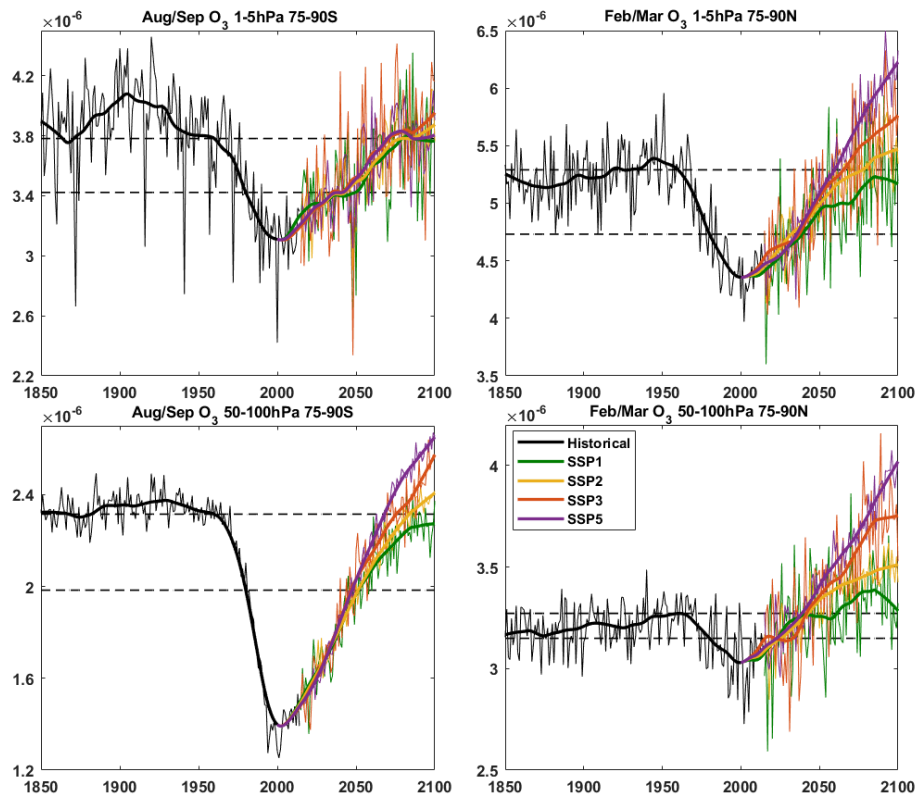 ×10⁻⁶
Aug/Sep O₃ 1-5hPa 75-90S
4.2
3.8
3.4
3
2.6
2.2
1850 1900 1950 2000 2050 2100
Feb/Mar O₃ 1-5hPa 75-90N
×10⁻⁶
6.5
6
5.5
5
4.5
4
3.5
1850 1900 1950 2000 2050 2100
×10⁻⁶
Aug/Sep O₃ 50-100hPa 75-90S
2.4
2
1.6
1.2
1850 1900 1950 2000 2050 2100
×10⁻⁶
Feb/Mar O₃ 50-100hPa 75-90N
4
3.5
3
2.5
1850 1900 1950 2000 2050 2100
Historical
SSP1
SSP2
SSP3
SSP5